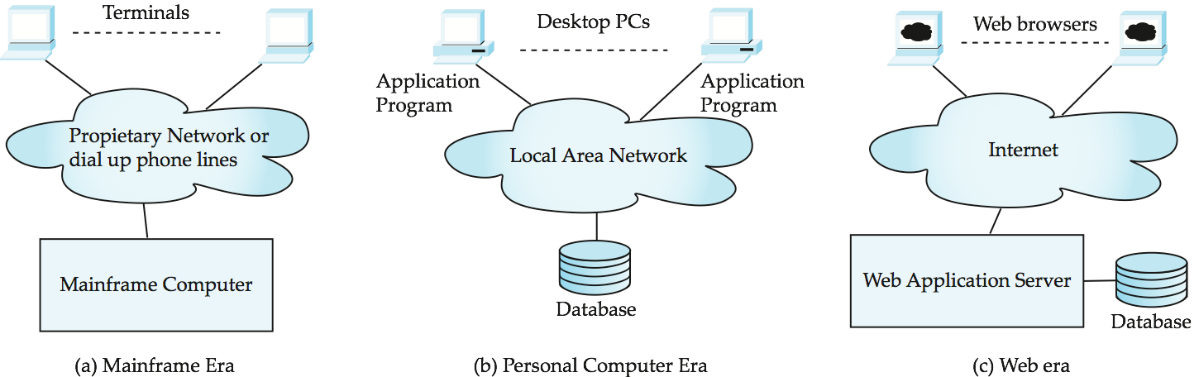 Terminals
Propietary Network or
dial up phone lines
Mainframe Computer
(a) Mainframe Era
Desktop PCs
Application
Program
Application
Program
Local Area Network
Database
(b) Personal Computer Era
Web browsers
Internet
Web Application Server
Database
(c) Web era